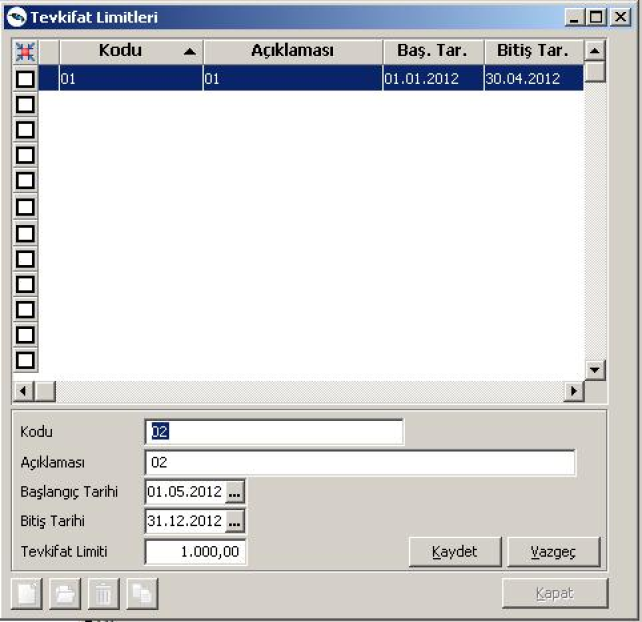 Tevkifat Limitleri
Kodu Açıklaması Baş. Tar. Bitiş Tar.
01 01 01.01.2012 30.04.2012
Kodu 02
Açıklaması 02
Başlangıç Tarihi 01.05.2012 ...
Bitiş Tarihi 31.12.2012 ...
Tevkifat Limiti 1.000,00 Kaydet Vazgeç
Kapat